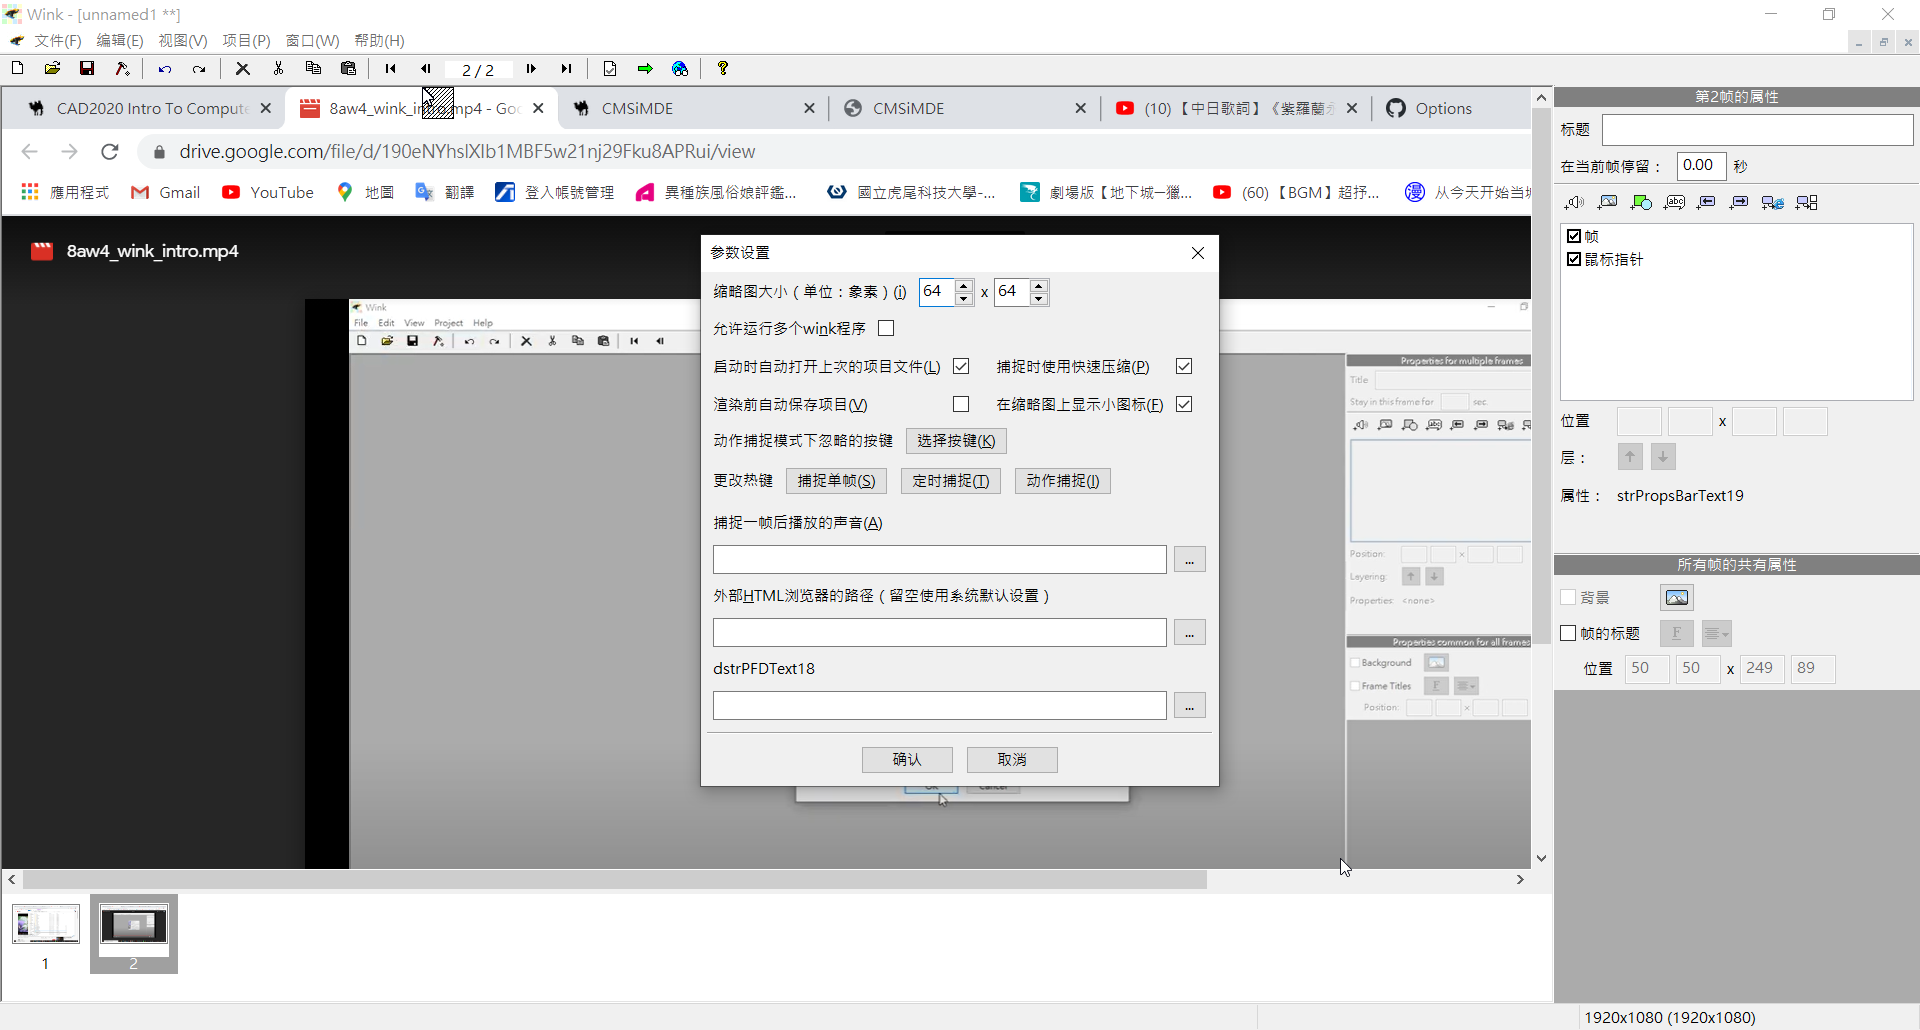 Wink - [unnamed1 **]
文件(F) 编辑(E) 视图(V) 项目(P) 窗口(W) 帮助(H)
2 / 2
CAD2020 Intro To Compute
8aw4_wink_intro.mp4 - Goo
CMSiMDE
CMSiMDE
(10)【中日歌詞】《紫羅蘭永
Options
drive.google.com/file/d/190eNYhslXIb1MBF5w21nj29Fku8APRui/view
應用程式 Gmail YouTube 地圖 翻譯 登入帳號管理 異種族風俗娘評鑑... 國立虎尾科技大學-... 劇場版【地下城─獵... (60)【BGM】超抒... 从今天开始当城
8aw4_wink_intro.mp4
Wink
File Edit View Project Help
Properties for multiple frames
Title
Stay in this frame for sec.
Position: x
Layering:
Properties: <none>
Properties common for all frames
Background
Frame Titles F
Position: x
OK Cancel
参数设置
缩略图大小（单位：象素）(i) 64 x 64
允许运行多个wink程序
启动时自动打开上次的项目文件(L) 捕捉时使用快速压缩(P)
渲染前自动保存项目(V) 在缩略图上显示小图标(F)
动作捕捉模式下忽略的按键 选择按键(K)
更改热键 捕捉单帧(S) 定时捕捉(T) 动作捕捉(I)
捕捉一帧后播放的声音(A)
...
外部HTML浏览器的路径（留空使用系统默认设置）
...
dstrPFDText18
...
确认 取消
第2帧的属性
标题
在当前帧停留： 0.00 秒
帧
鼠标指针
位置 x
层：
属性： strPropsBarText19
所有帧的共有属性
背景
帧的标题 F
位置 50 50 x 249 89
1
2
1920x1080 (1920x1080)